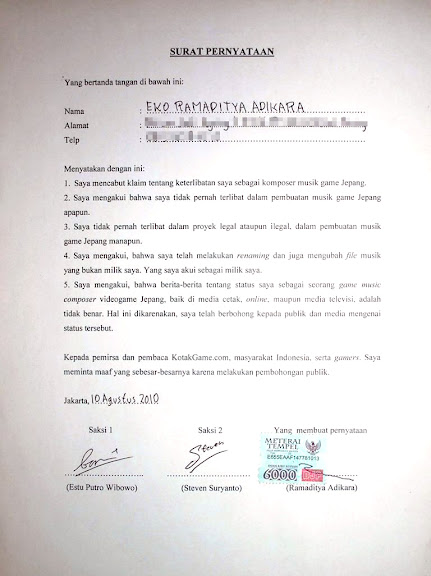 SURAT PERNYATAAN
Yang bertanda tangan di bawah ini:
Nama : EKO RAMADITYA ADIKARA
Alamat :
Telp :
Menyatakan dengan ini:
1. Saya mencabut klaim tentang keterlibatan saya sebagai komposer musik game Jepang.
2. Saya mengakui bahwa saya tidak pernah terlibat dalam pembuatan musik game Jepang
apapun.
3. Saya tidak pernah terlibat dalam proyek legal ataupun ilegal, dalam pembuatan musik
game Jepang manapun.
4. Saya mengakui, bahwa saya telah melakukan renaming dan juga mengubah file musik
yang bukan milik saya. Yang saya akui sebagai milik saya.
5. Saya mengakui, bahwa berita-berita tentang status saya sebagai seorang game music
composer videogame Jepang, baik di media cetak, online, maupun media televisi, adalah
tidak benar. Hal ini dikarenakan, saya telah berbohong kepada publik dan media mengenai
status tersebut.
Kepada pemirsa dan pembaca KotakGame.com, masyarakat Indonesia, serta gamers. Saya
meminta maaf yang sebesar-besarnya karena melakukan pembohongan publik.
Jakarta, 10 Agustus 2010
Saksi 1 Saksi 2 Yang membuat pernyataan
Steven
METERAI
TEMPEL
6000
(Estu Putro Wibowo) (Steven Suryanto) (Ramaditya Adikara)